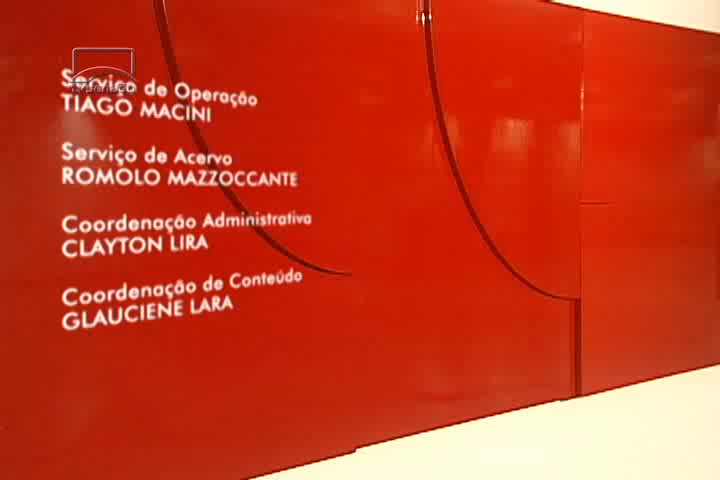 Serviço de Operação
TIAGO MACINI
Serviço de Acervo
ROMOLO MAZZOCCANTE
Coordenação Administrativa
CLAYTON LIRA
Coordenação de Conteúdo
GLAUCIENE LARA